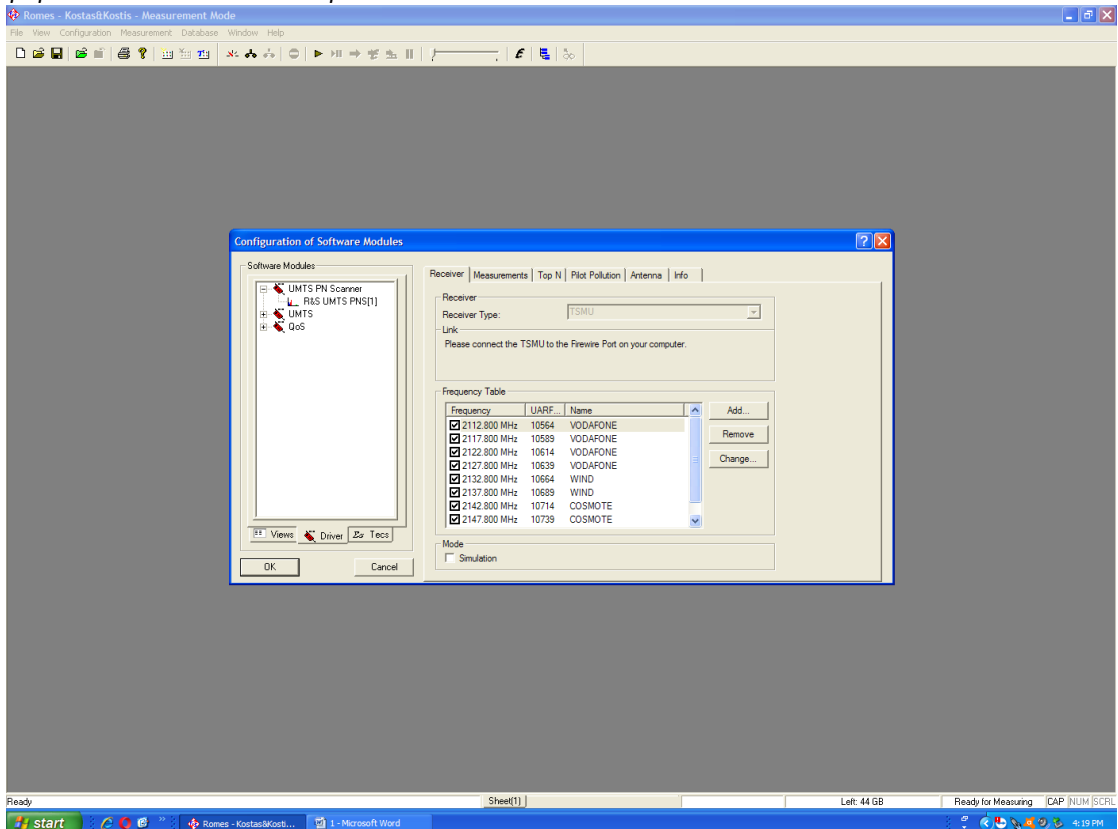 Romes - Kostas&Kostis - Measurement Mode
File View Configuration Measurement Database Window Help
Configuration of Software Modules
Software Modules
UMTS PN Scanner
R&S UMTS PNS[1]
UMTS
QoS
Views Driver Tecs
OK Cancel
Receiver Measurements Top N Pilot Pollution Antenna Info
Receiver
Receiver Type: TSMU
Link
Please connect the TSMU to the Firewire Port on your computer.
Frequency Table
Frequency UARF... Name
2112.800 MHz 10564 VODAFONE
2117.800 MHz 10589 VODAFONE
2122.800 MHz 10614 VODAFONE
2127.800 MHz 10639 VODAFONE
2132.800 MHz 10664 WIND
2137.800 MHz 10689 WIND
2142.800 MHz 10714 COSMOTE
2147.800 MHz 10739 COSMOTE
Add...
Remove
Change...
Mode
Simulation
Ready Sheet[1] Left: 44 GB Ready for Measuring CAP NUM SCRL
start Romes - Kostas&Kosti... 1 - Microsoft Word 4:19 PM